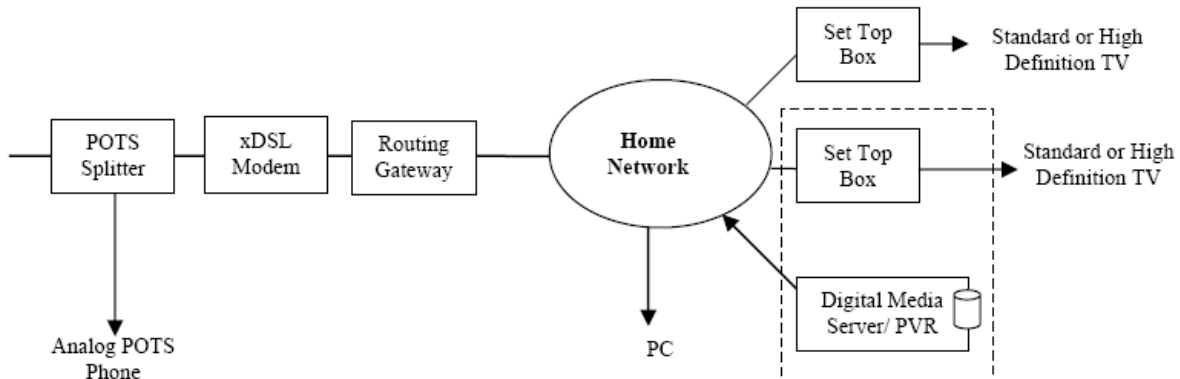 Set Top
Box
Standard or High
Definition TV
POTS
Splitter
xDSL
Modem
Routing
Gateway
Home
Network
Set Top
Box
Standard or High
Definition TV
Digital Media
Server/ PVR
Analog POTS
Phone
PC